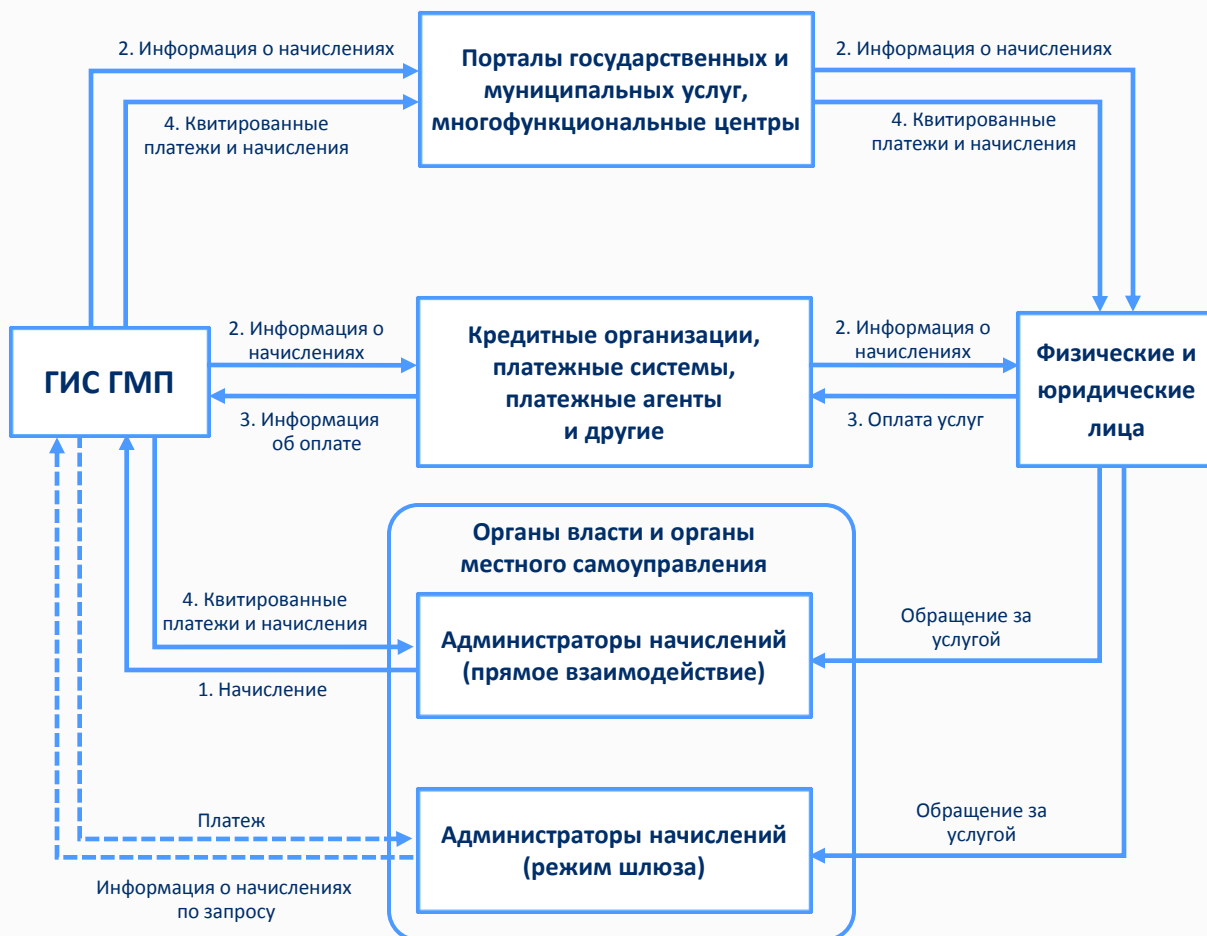 2. Информация о начислениях
Порталы государственных и
муниципальных услуг,
многофункциональные центры
2. Информация о начислениях
4. Квитированные
платежи и начисления
4. Квитированные
платежи и начисления
ГИС ГМП
2. Информация о
начислениях
3. Информация
об оплате
Кредитные организации,
платежные системы,
платежные агенты
и другие
2. Информация о
начислениях
3. Оплата услуг
Физические и
юридические
лица
Органы власти и органы
местного самоуправления
4. Квитированные
платежи и начисления
1. Начисление
Администраторы начислений
(прямое взаимодействие)
Обращение за
услугой
Платеж
Информация о начислениях
по запросу
Администраторы начислений
(режим шлюза)
Обращение за
услугой